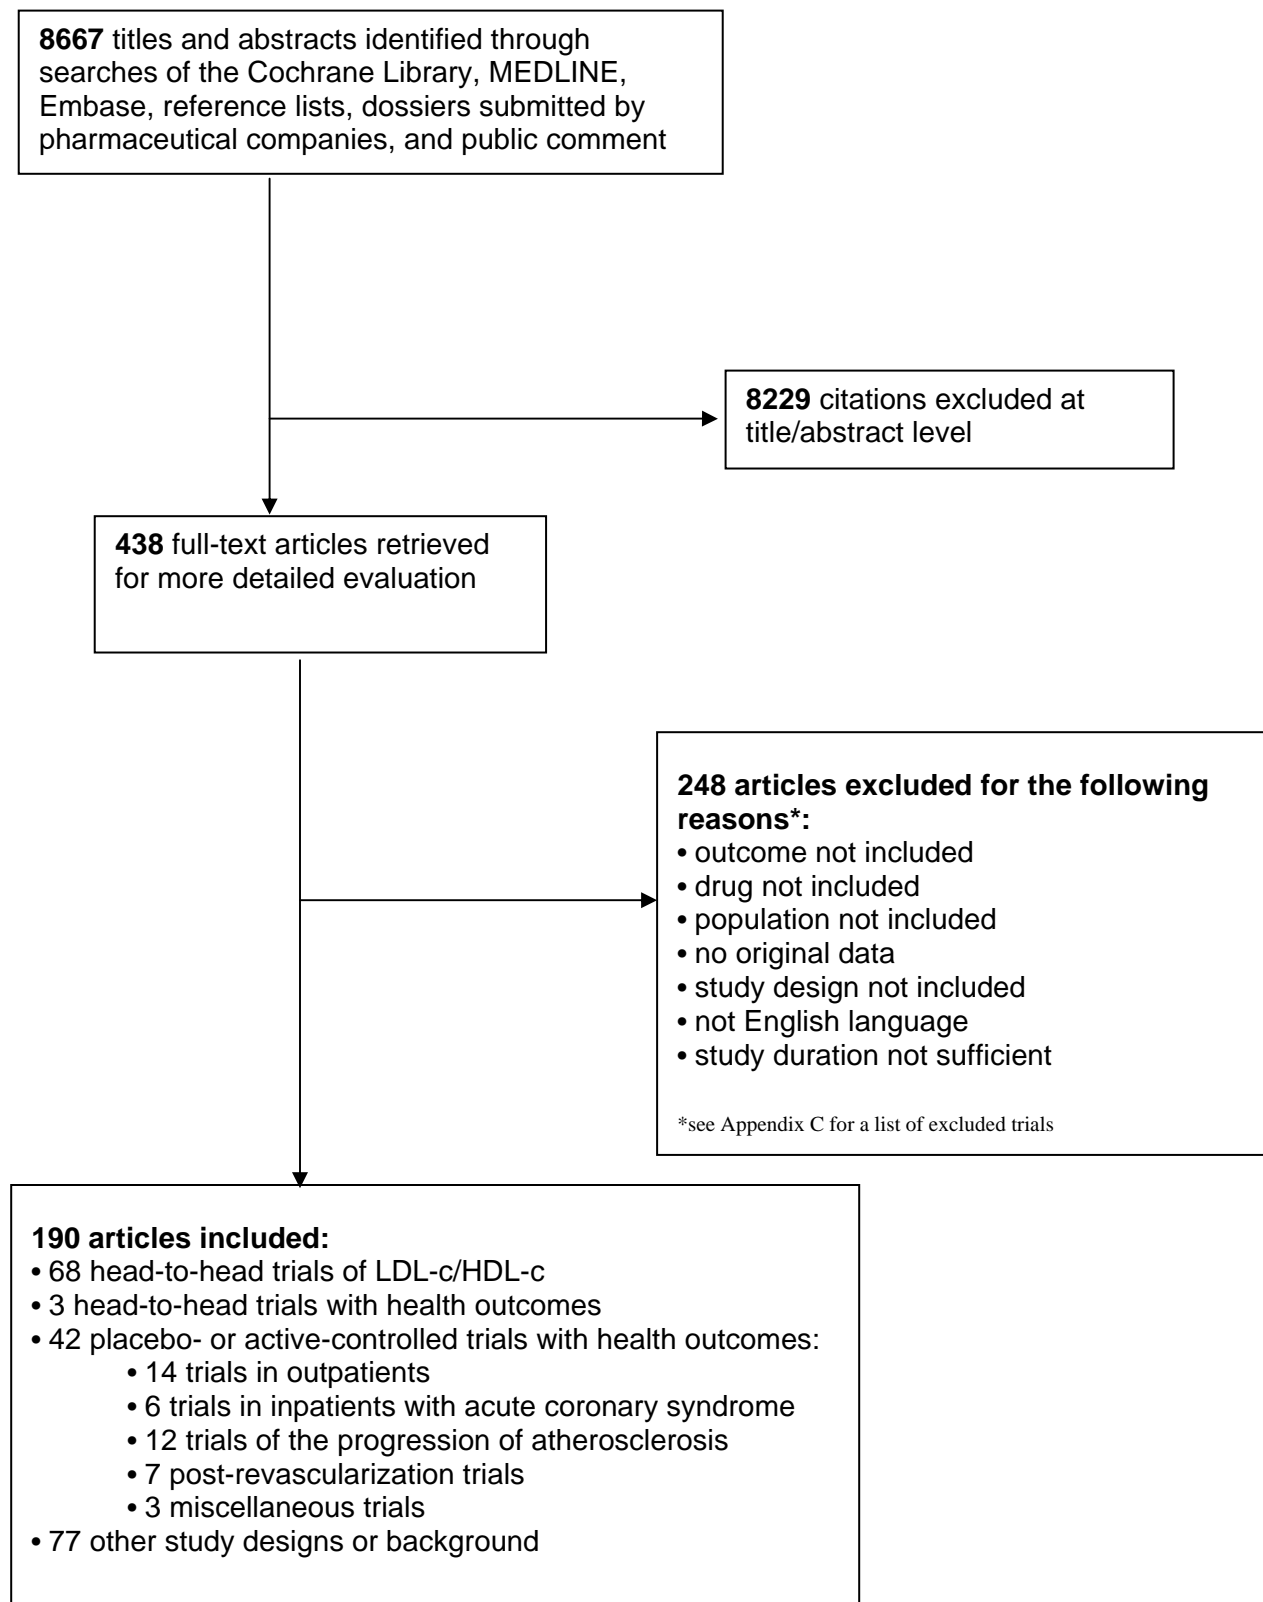 8667 titles and abstracts identified through
searches of the Cochrane Library, MEDLINE,
Embase, reference lists, dossiers submitted by
pharmaceutical companies, and public comment
8229 citations excluded at
title/abstract level
438 full-text articles retrieved
for more detailed evaluation
248 articles excluded for the following
reasons*:
• outcome not included
• drug not included
• population not included
• no original data
• study design not included
• not English language
• study duration not sufficient
*see Appendix C for a list of excluded trials
190 articles included:
• 68 head-to-head trials of LDL-c/HDL-c
• 3 head-to-head trials with health outcomes
• 42 placebo- or active-controlled trials with health outcomes:
• 14 trials in outpatients
• 6 trials in inpatients with acute coronary syndrome
• 12 trials of the progression of atherosclerosis
• 7 post-revascularization trials
• 3 miscellaneous trials
• 77 other study designs or background